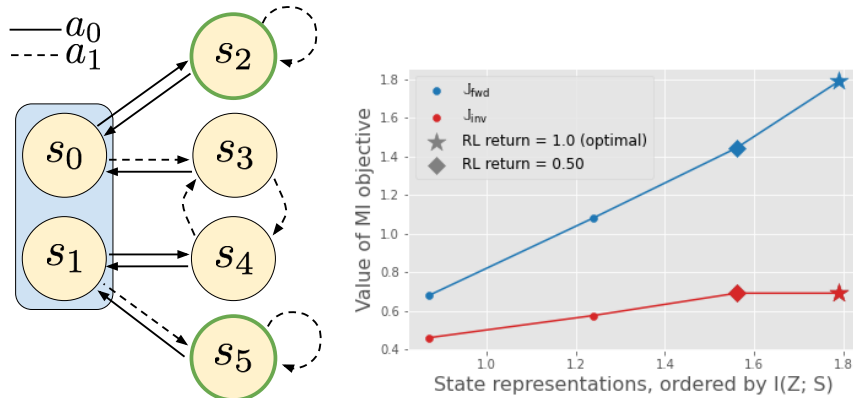 a₀
a₁
s₂
s₀
s₃
s₁
s₄
s₅
J_fwd
J_inv
RL return = 1.0 (optimal)
RL return = 0.50
Value of MI objective
1.8
1.6
1.4
1.2
1.0
0.8
0.6
0.4
1.0 1.2 1.4 1.6 1.8
State representations, ordered by I(Z; S)